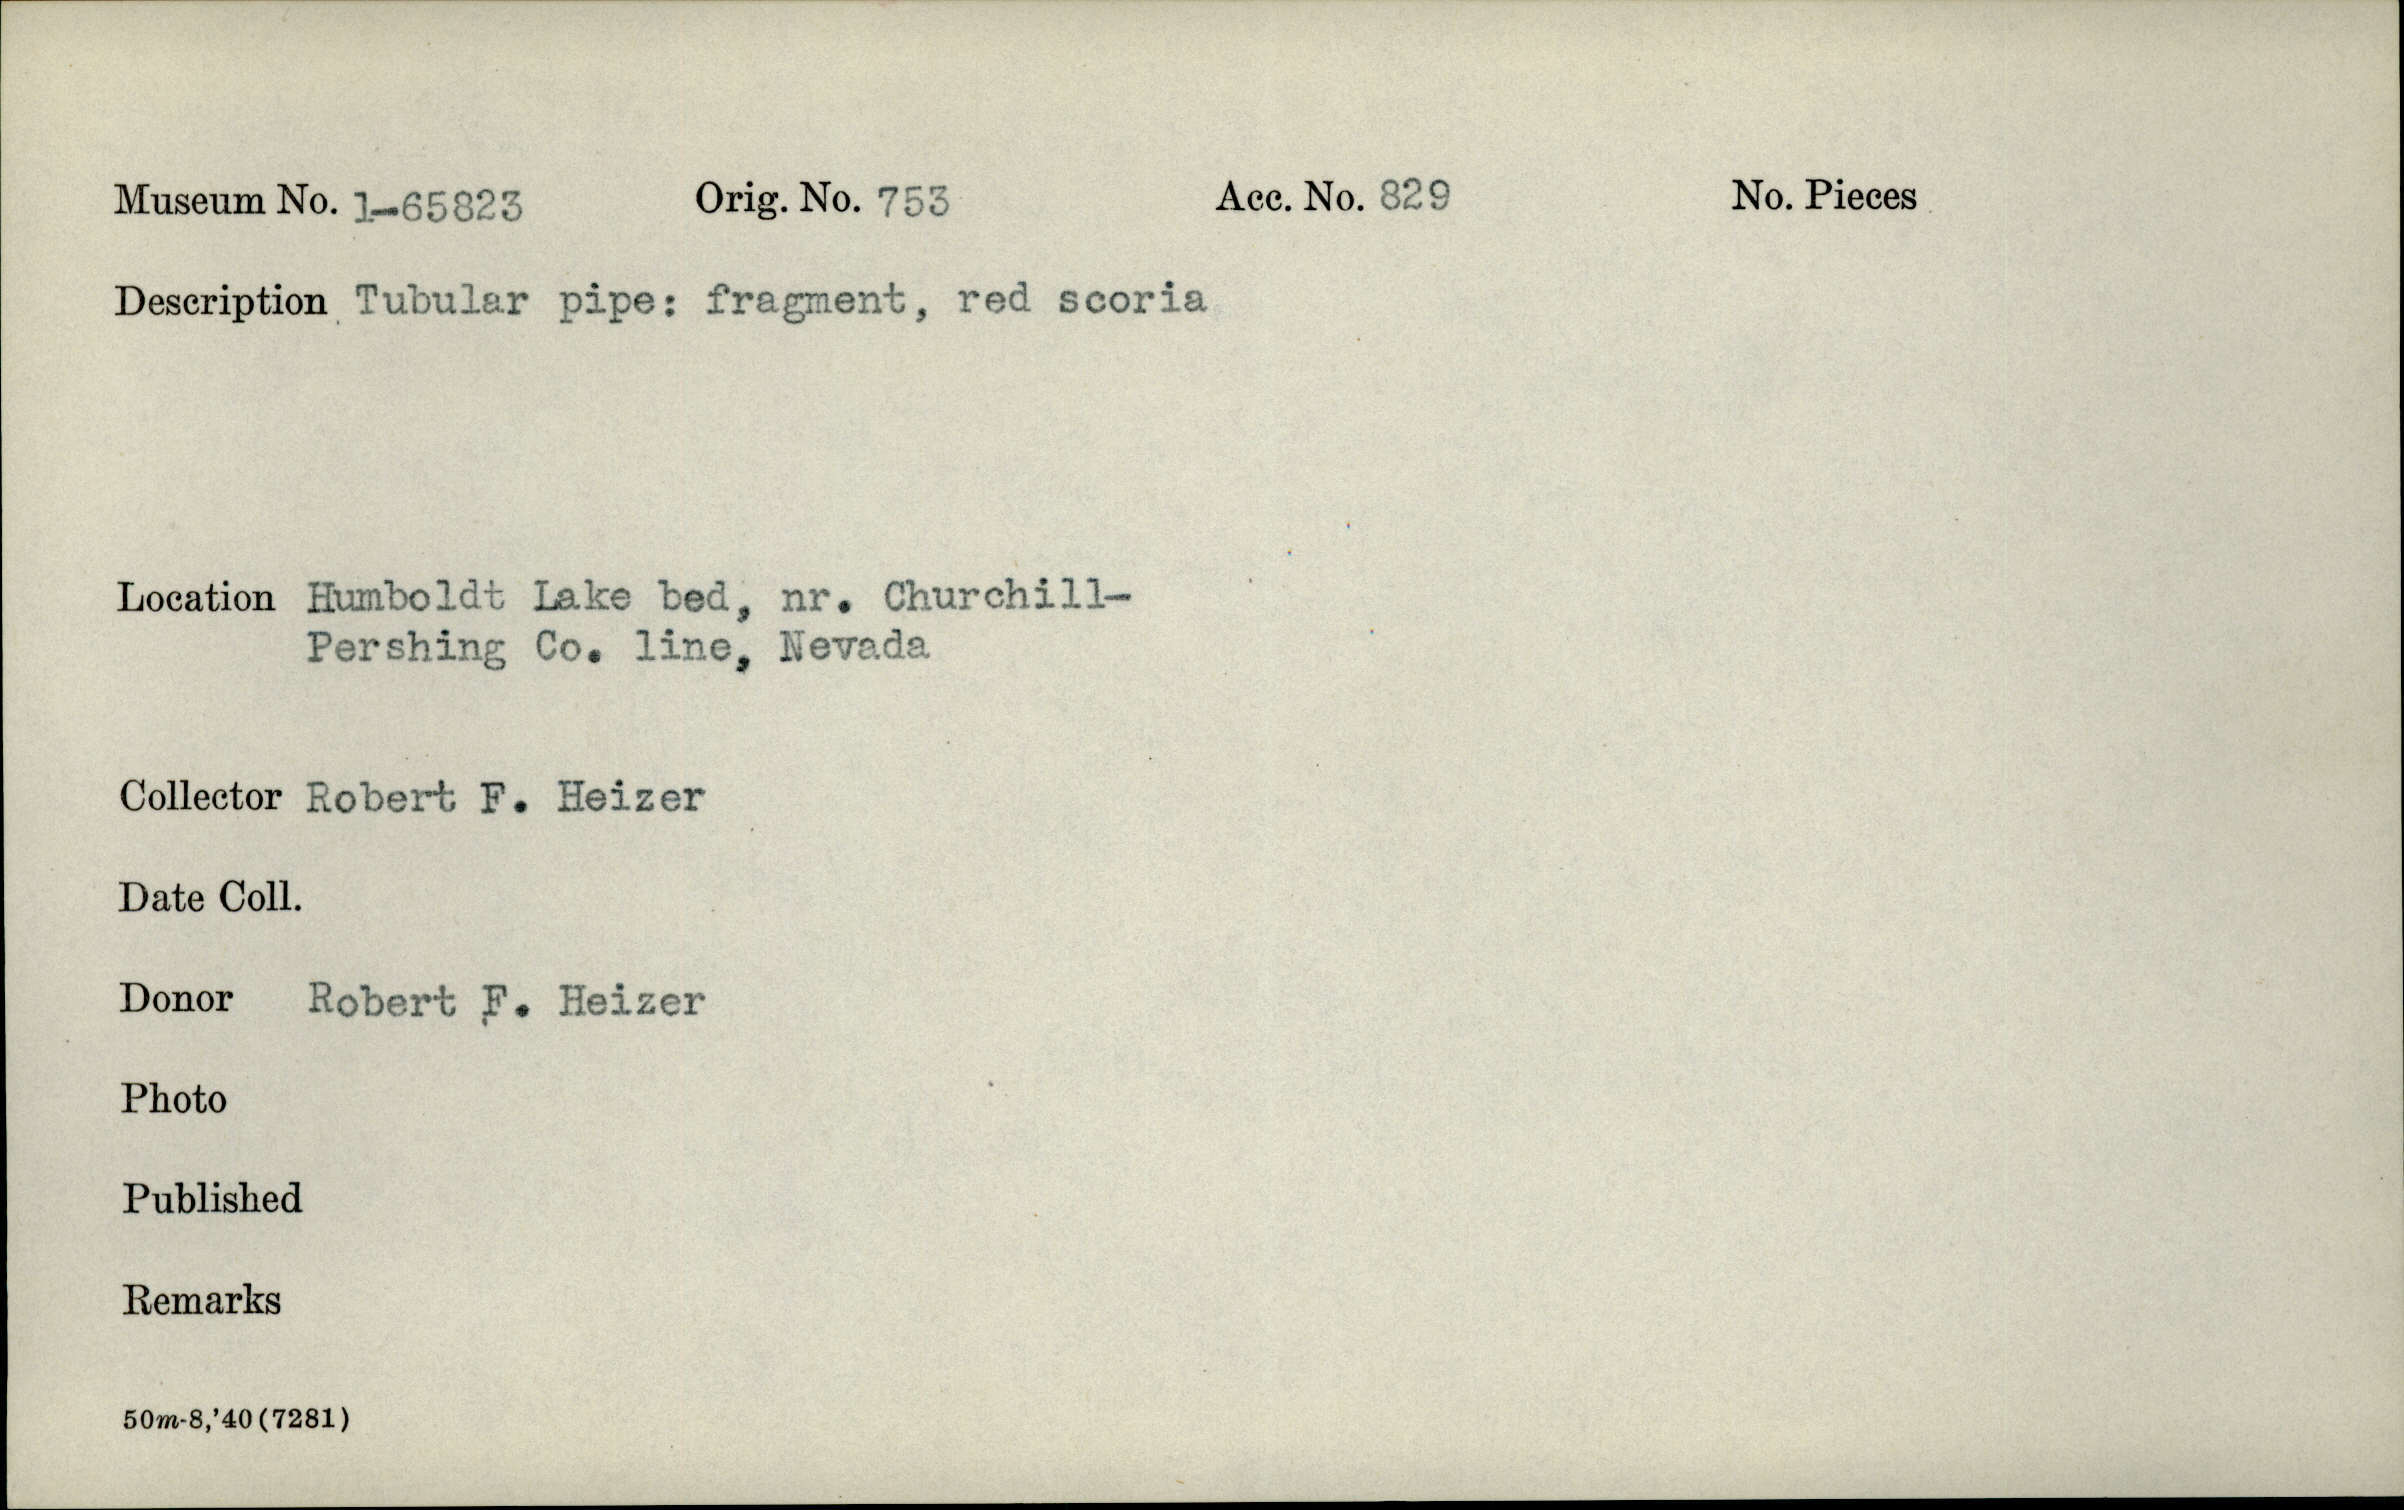 Museum No. 1-65823 Orig. No. 753 Acc. No. 829 No. Pieces
Description Tubular pipe: fragment, red scoria
Location Humboldt Lake bed, nr. Churchill-
Pershing Co. line, Nevada
Collector Robert F. Heizer
Date Coll.
Donor Robert F. Heizer
Photo
Published
Remarks
50m-8,'40(7281)